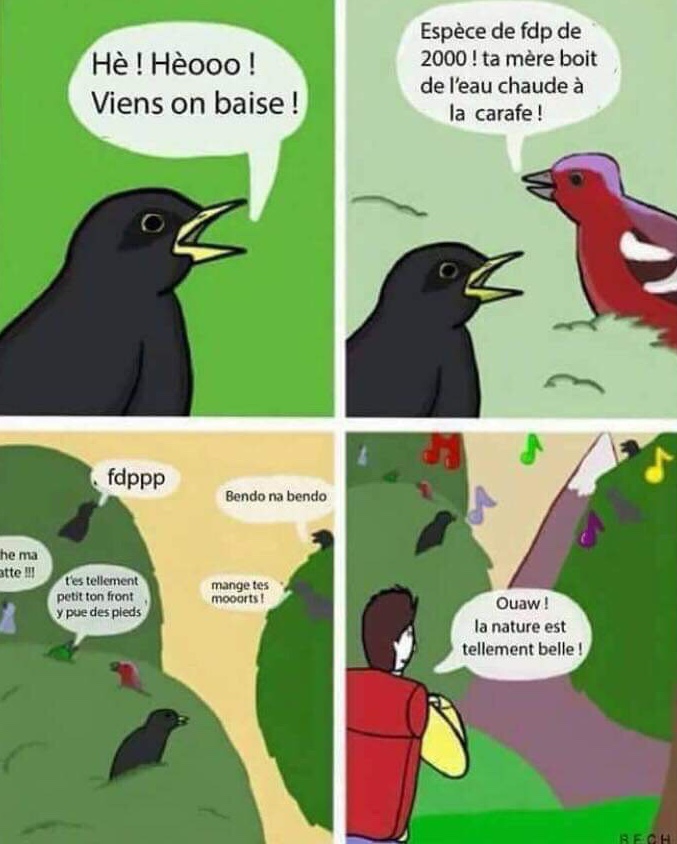 Hè ! Hèooo !
Viens on baise !
Espèce de fdp de
2000 ! ta mère boit
de l'eau chaude à
la carafe !
fdppp
Bendo na bendo
he ma
atte !!!
t'es tellement
petit ton front
y pue des pieds
mange tes
mooorts !
Ouaw !
la nature est
tellement belle !